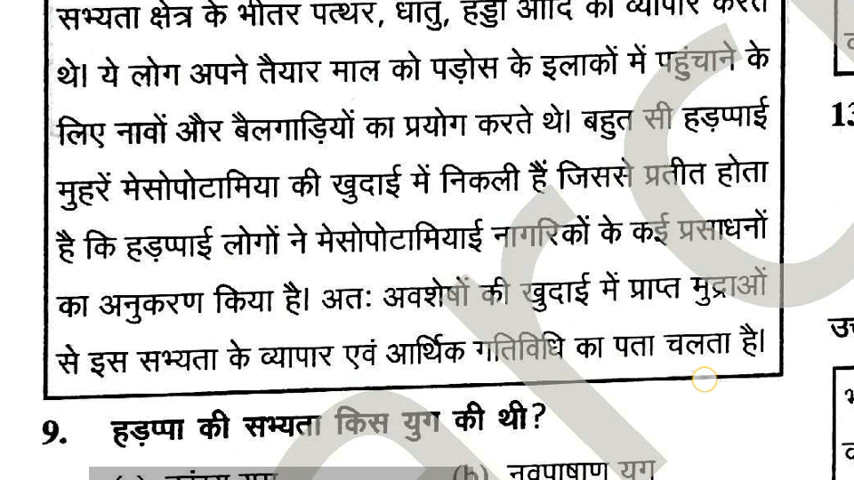 सभ्यता क्षेत्र के भीतर पत्थर, धातु, हड्डी आदि का व्यापार करते
थे। ये लोग अपने तैयार माल को पड़ोस के इलाकों में पहुंचाने के
लिए नावों और बैलगाड़ियों का प्रयोग करते थे। बहुत सी हड़प्पाई
मुहरें मेसोपोटामिया की खुदाई में निकली हैं जिससे प्रतीत होता
है कि हड़प्पाई लोगों ने मेसोपोटामियाई नागरिकों के कई प्रसाधनों
का अनुकरण किया है। अतः अवशेषों की खुदाई में प्राप्त मुद्राओं
से इस सभ्यता के व्यापार एवं आर्थिक गतिविधि का पता चलता है।
9. हड़प्पा की सभ्यता किस युग की थी?
(b) नवपाषाण युग
13